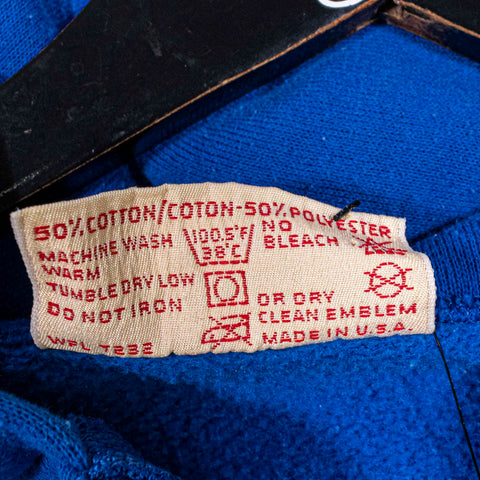 50% COTTON/COTON-50% POLYESTER
MACHINE WASH 100.5°F NO
WARM 38°C BLEACH
TUMBLE DRY LOW
DO NOT IRON OR DRY
CLEAN EMBLEM
WPL 7232 MADE IN U.S.A.